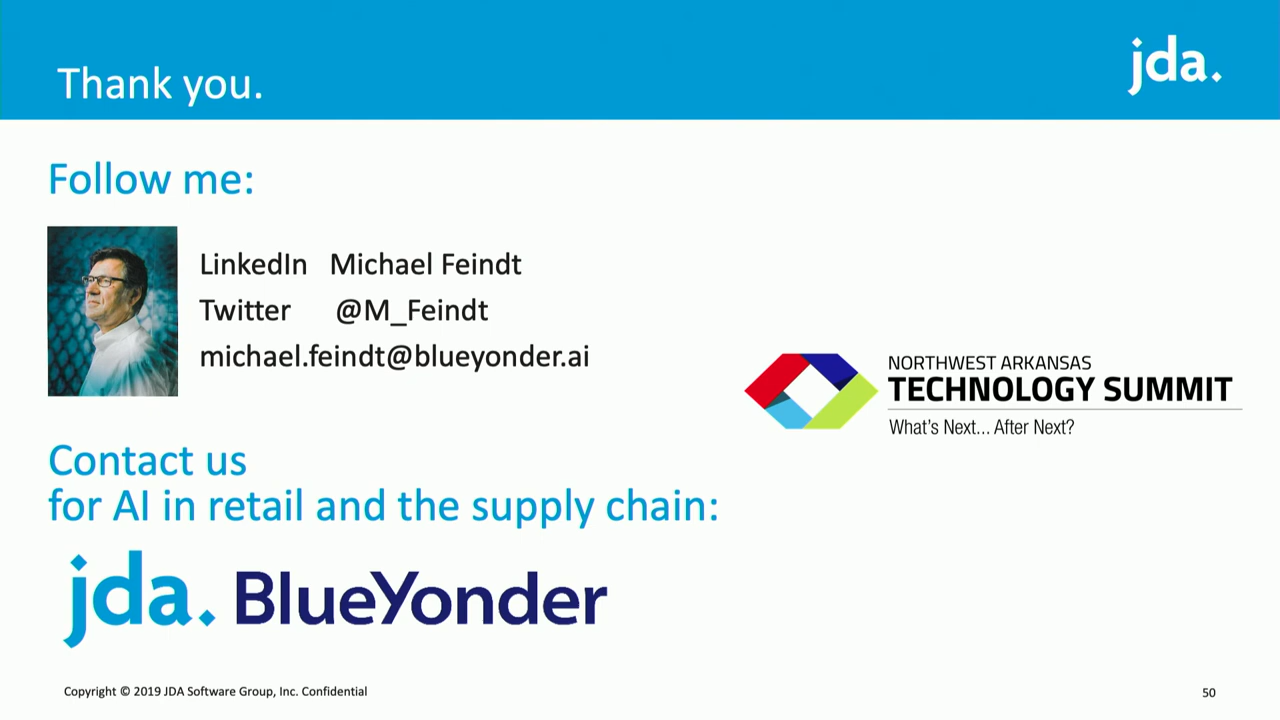 Thank you.
jda.
Follow me:
LinkedIn Michael Feindt
Twitter @M_Feindt
michael.feindt@blueyonder.ai
NORTHWEST ARKANSAS
TECHNOLOGY SUMMIT
What's Next... After Next?
Contact us
for AI in retail and the supply chain:
jda. BlueYonder
Copyright © 2019 JDA Software Group, Inc. Confidential
50